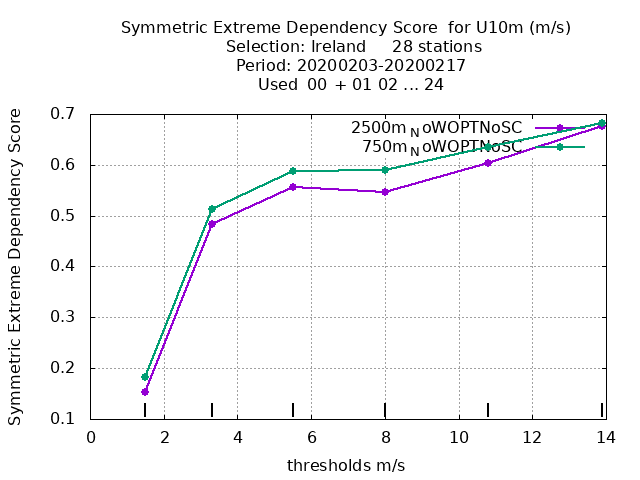 Symmetric Extreme Dependency Score for U10m (m/s)
Selection: Ireland 28 stations
Period: 20200203-20200217
Used 00 + 01 02 ... 24
Symmetric Extreme Dependency Score
2500m_NoWOPTNoSC
750m_NoWOPTNoSC
0.7
0.6
0.5
0.4
0.3
0.2
0.1
0 2 4 6 8 10 12 14
thresholds m/s